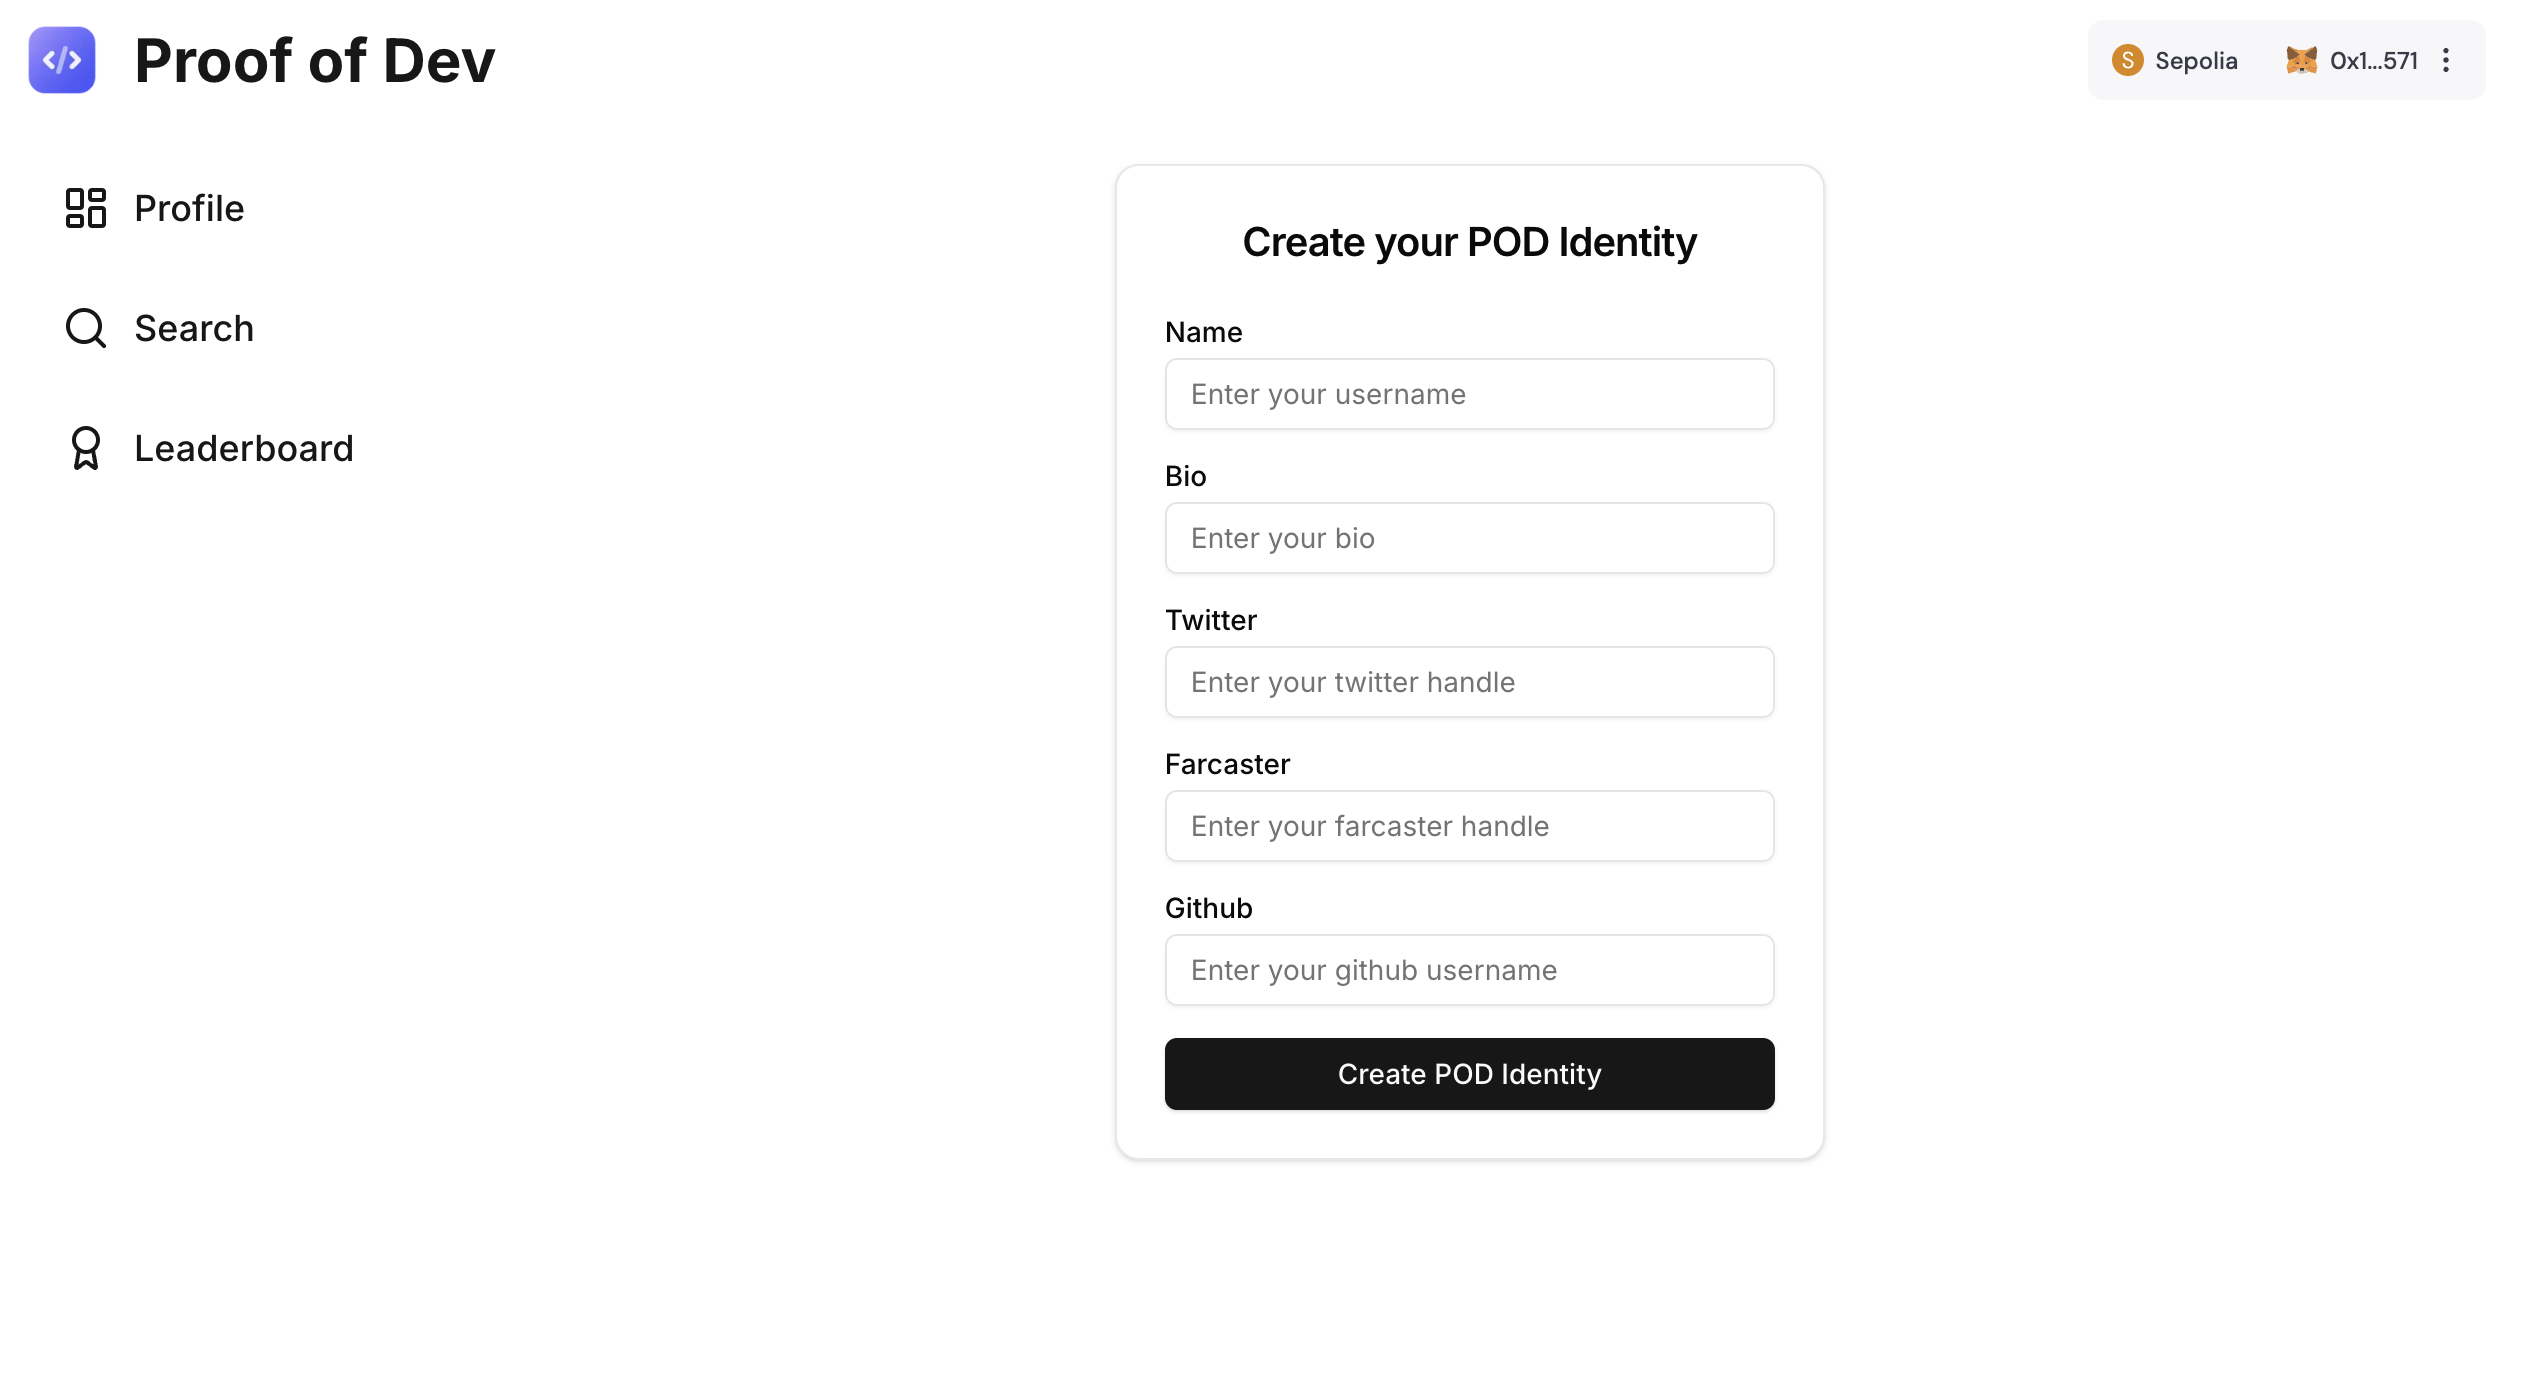 Proof of Dev
S Sepolia 0x1...571
Profile
Search
Leaderboard
Create your POD Identity
Name
Enter your username
Bio
Enter your bio
Twitter
Enter your twitter handle
Farcaster
Enter your farcaster handle
Github
Enter your github username
Create POD Identity